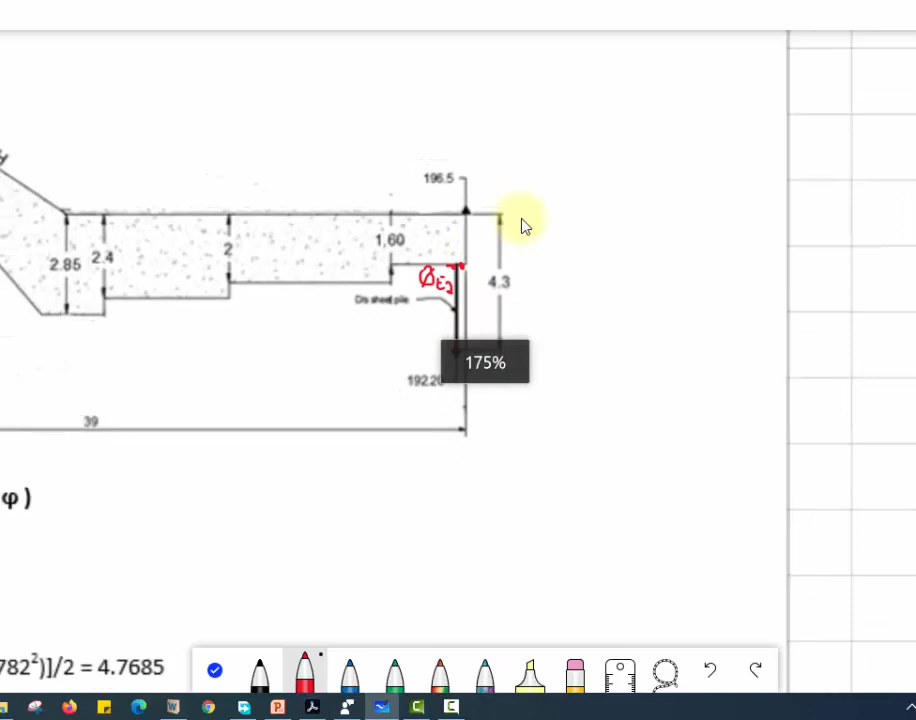 196.5
1,60
2
2.4
2.85
ΦE2
4.3
D/s sheet pile
175%
192.20
39
φ )
782²)]/2 = 4.7685